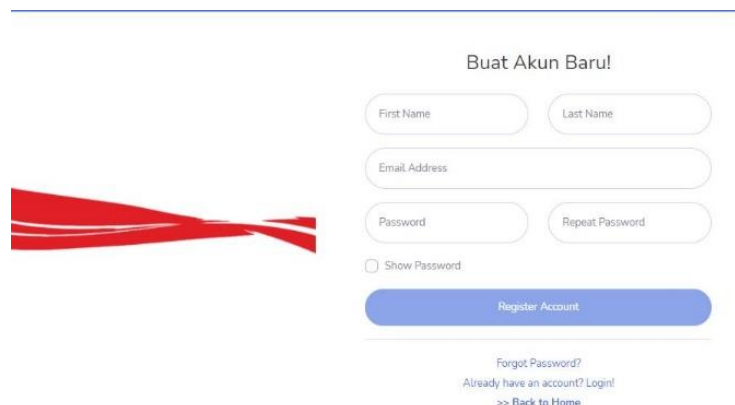 Buat Akun Baru!
First Name Last Name
Email Address
Password Repeat Password
Show Password
Register Account
Forgot Password?
Already have an account? Login!
>> Back to Home